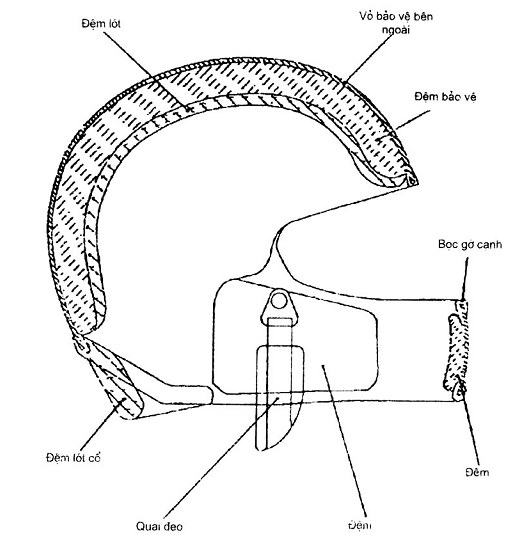 Đệm lót
Vỏ bảo vệ bên
ngoài
Đệm bảo vệ
Bọc gờ cạnh
Đệm lót cổ
Quai đeo
Đệm
Đệm